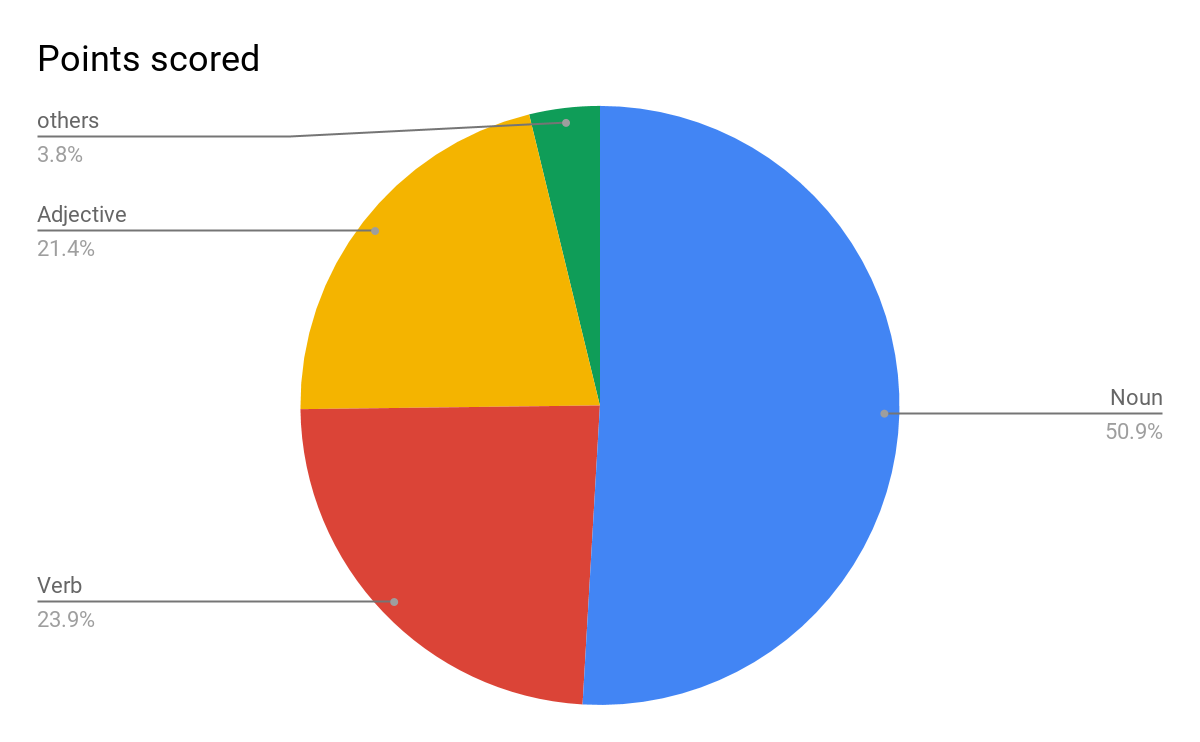 Points scored
others
3.8%
Adjective
21.4%
Noun
50.9%
Verb
23.9%